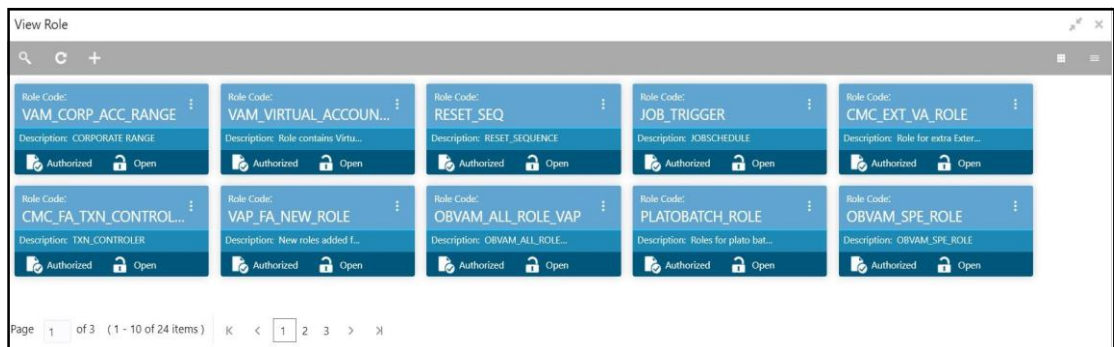 View Role
Role Code:
VAM_CORP_ACC_RANGE
Description: CORPORATE RANGE
Authorized Open
Role Code:
VAM_VIRTUAL_ACCOUN...
Description: Role contains Virtu...
Authorized Open
Role Code:
RESET_SEQ
Description: RESET_SEQUENCE
Authorized Open
Role Code:
JOB_TRIGGER
Description: JOBSCHEDULE
Authorized Open
Role Code:
CMC_EXT_VA_ROLE
Description: Role for extra Exter...
Authorized Open
Role Code:
CMC_FA_TXN_CONTROL...
Description: TXN_CONTROLER
Authorized Open
Role Code:
VAP_FA_NEW_ROLE
Description: New roles added f...
Authorized Open
Role Code:
OBVAM_ALL_ROLE_VAP
Description: OBVAM_ALL_ROLE...
Authorized Open
Role Code:
PLATOBATCH_ROLE
Description: Roles for plato bat...
Authorized Open
Role Code:
OBVAM_SPE_ROLE
Description: OBVAM_SPE_ROLE
Authorized Open
Page 1 of 3 (1 - 10 of 24 items) 1 2 3